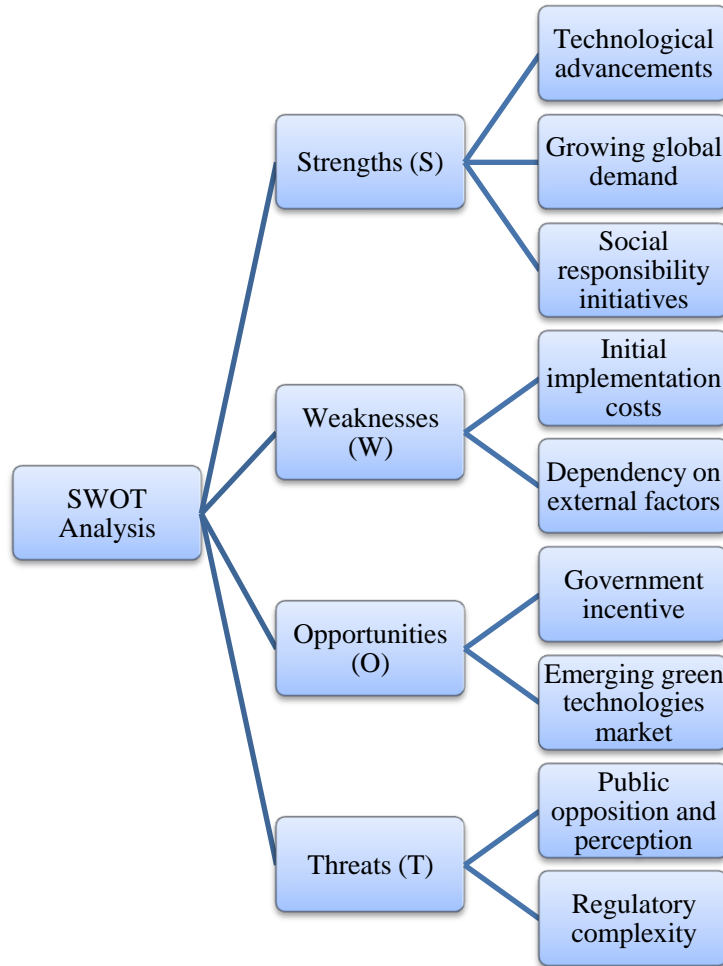 SWOT
Analysis
Strengths (S)
Technological
advancements
Growing global
demand
Social
responsibility
initiatives
Weaknesses
(W)
Initial
implementation
costs
Dependency on
external factors
Opportunities
(O)
Government
incentive
Emerging green
technologies
market
Threats (T)
Public
opposition and
perception
Regulatory
complexity